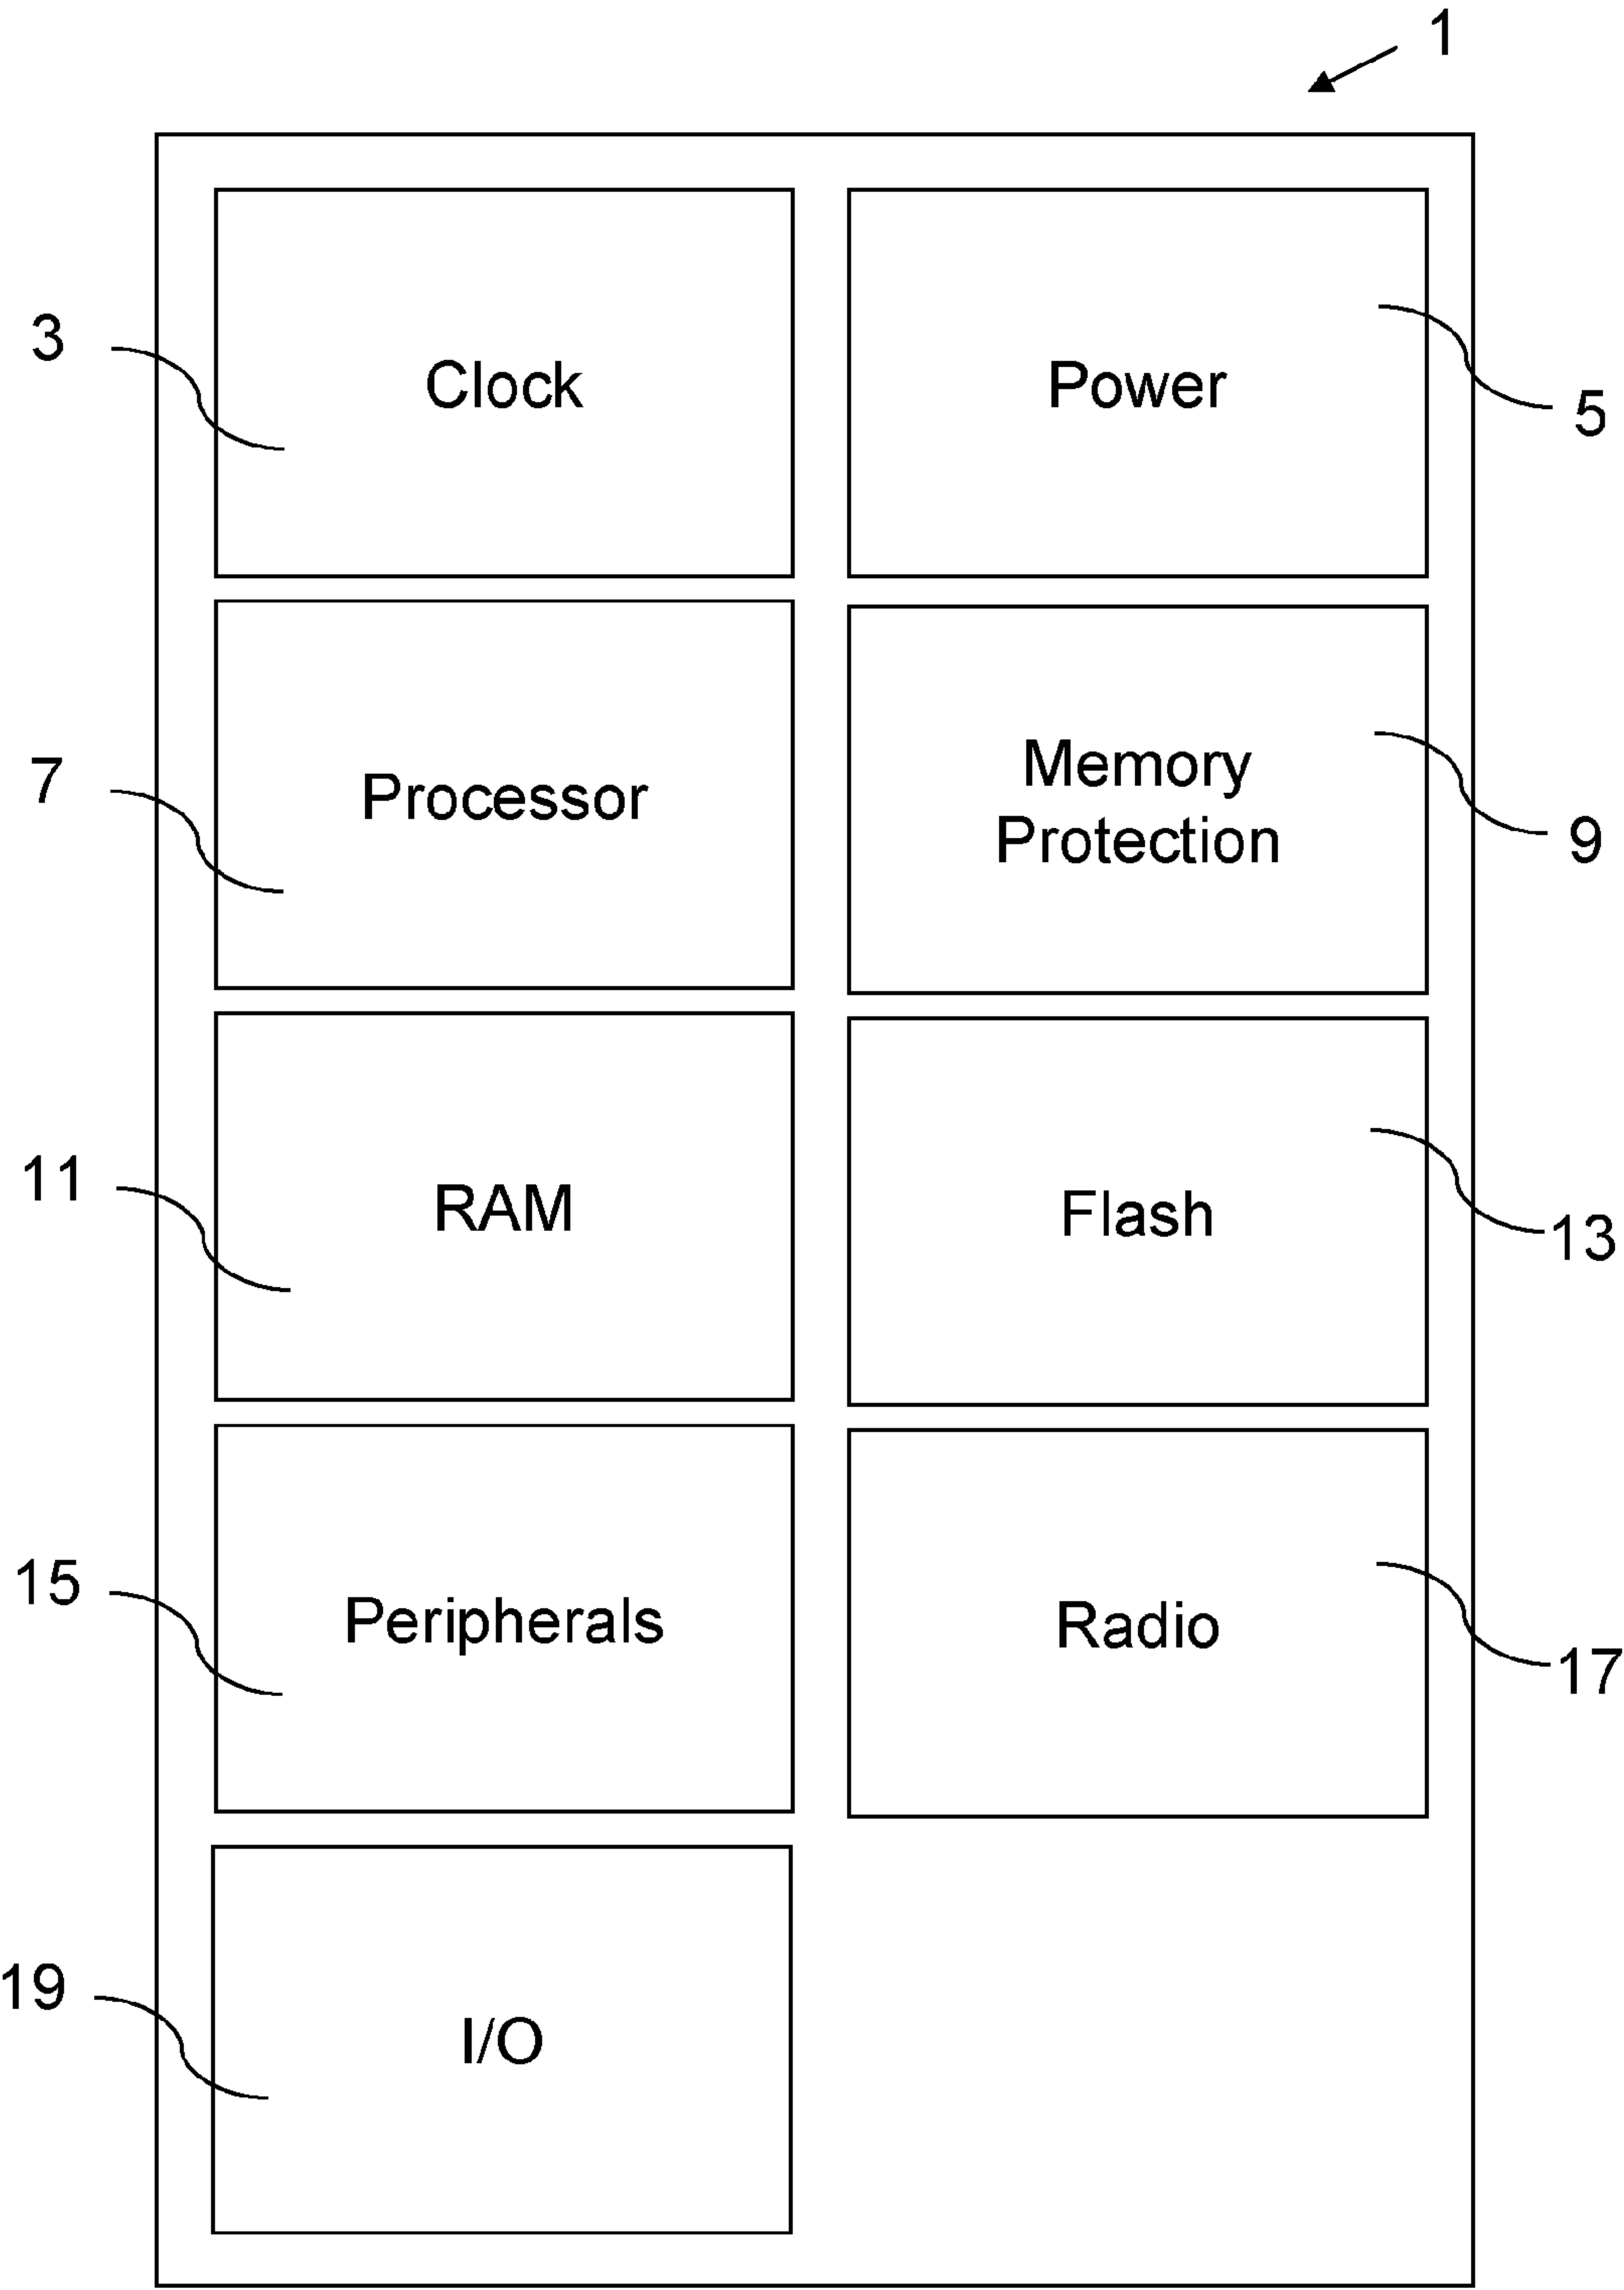 1
3
Clock
Power
5
7
Processor
Memory
Protection
9
11
RAM
Flash
13
15
Peripherals
Radio
17
19
I/O